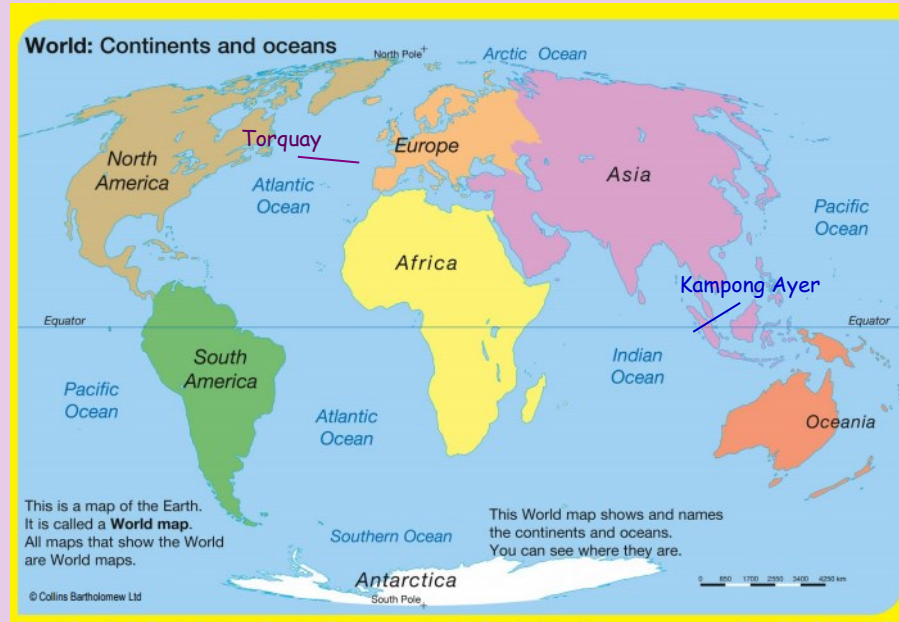 World: Continents and oceans
North Pole
Arctic Ocean
Torquay
Europe
North
America
Asia
Atlantic
Ocean
Pacific
Ocean
Africa
Kampong Ayer
Equator
Equator
South
America
Indian
Ocean
Pacific
Ocean
Atlantic
Ocean
Oceania
This is a map of the Earth.
It is called a World map.
All maps that show the World
are World maps.
Southern Ocean
This World map shows and names
the continents and oceans.
You can see where they are.
Antarctica
South Pole
0 850 1700 2550 3400 4250 km
© Collins Bartholomew Ltd